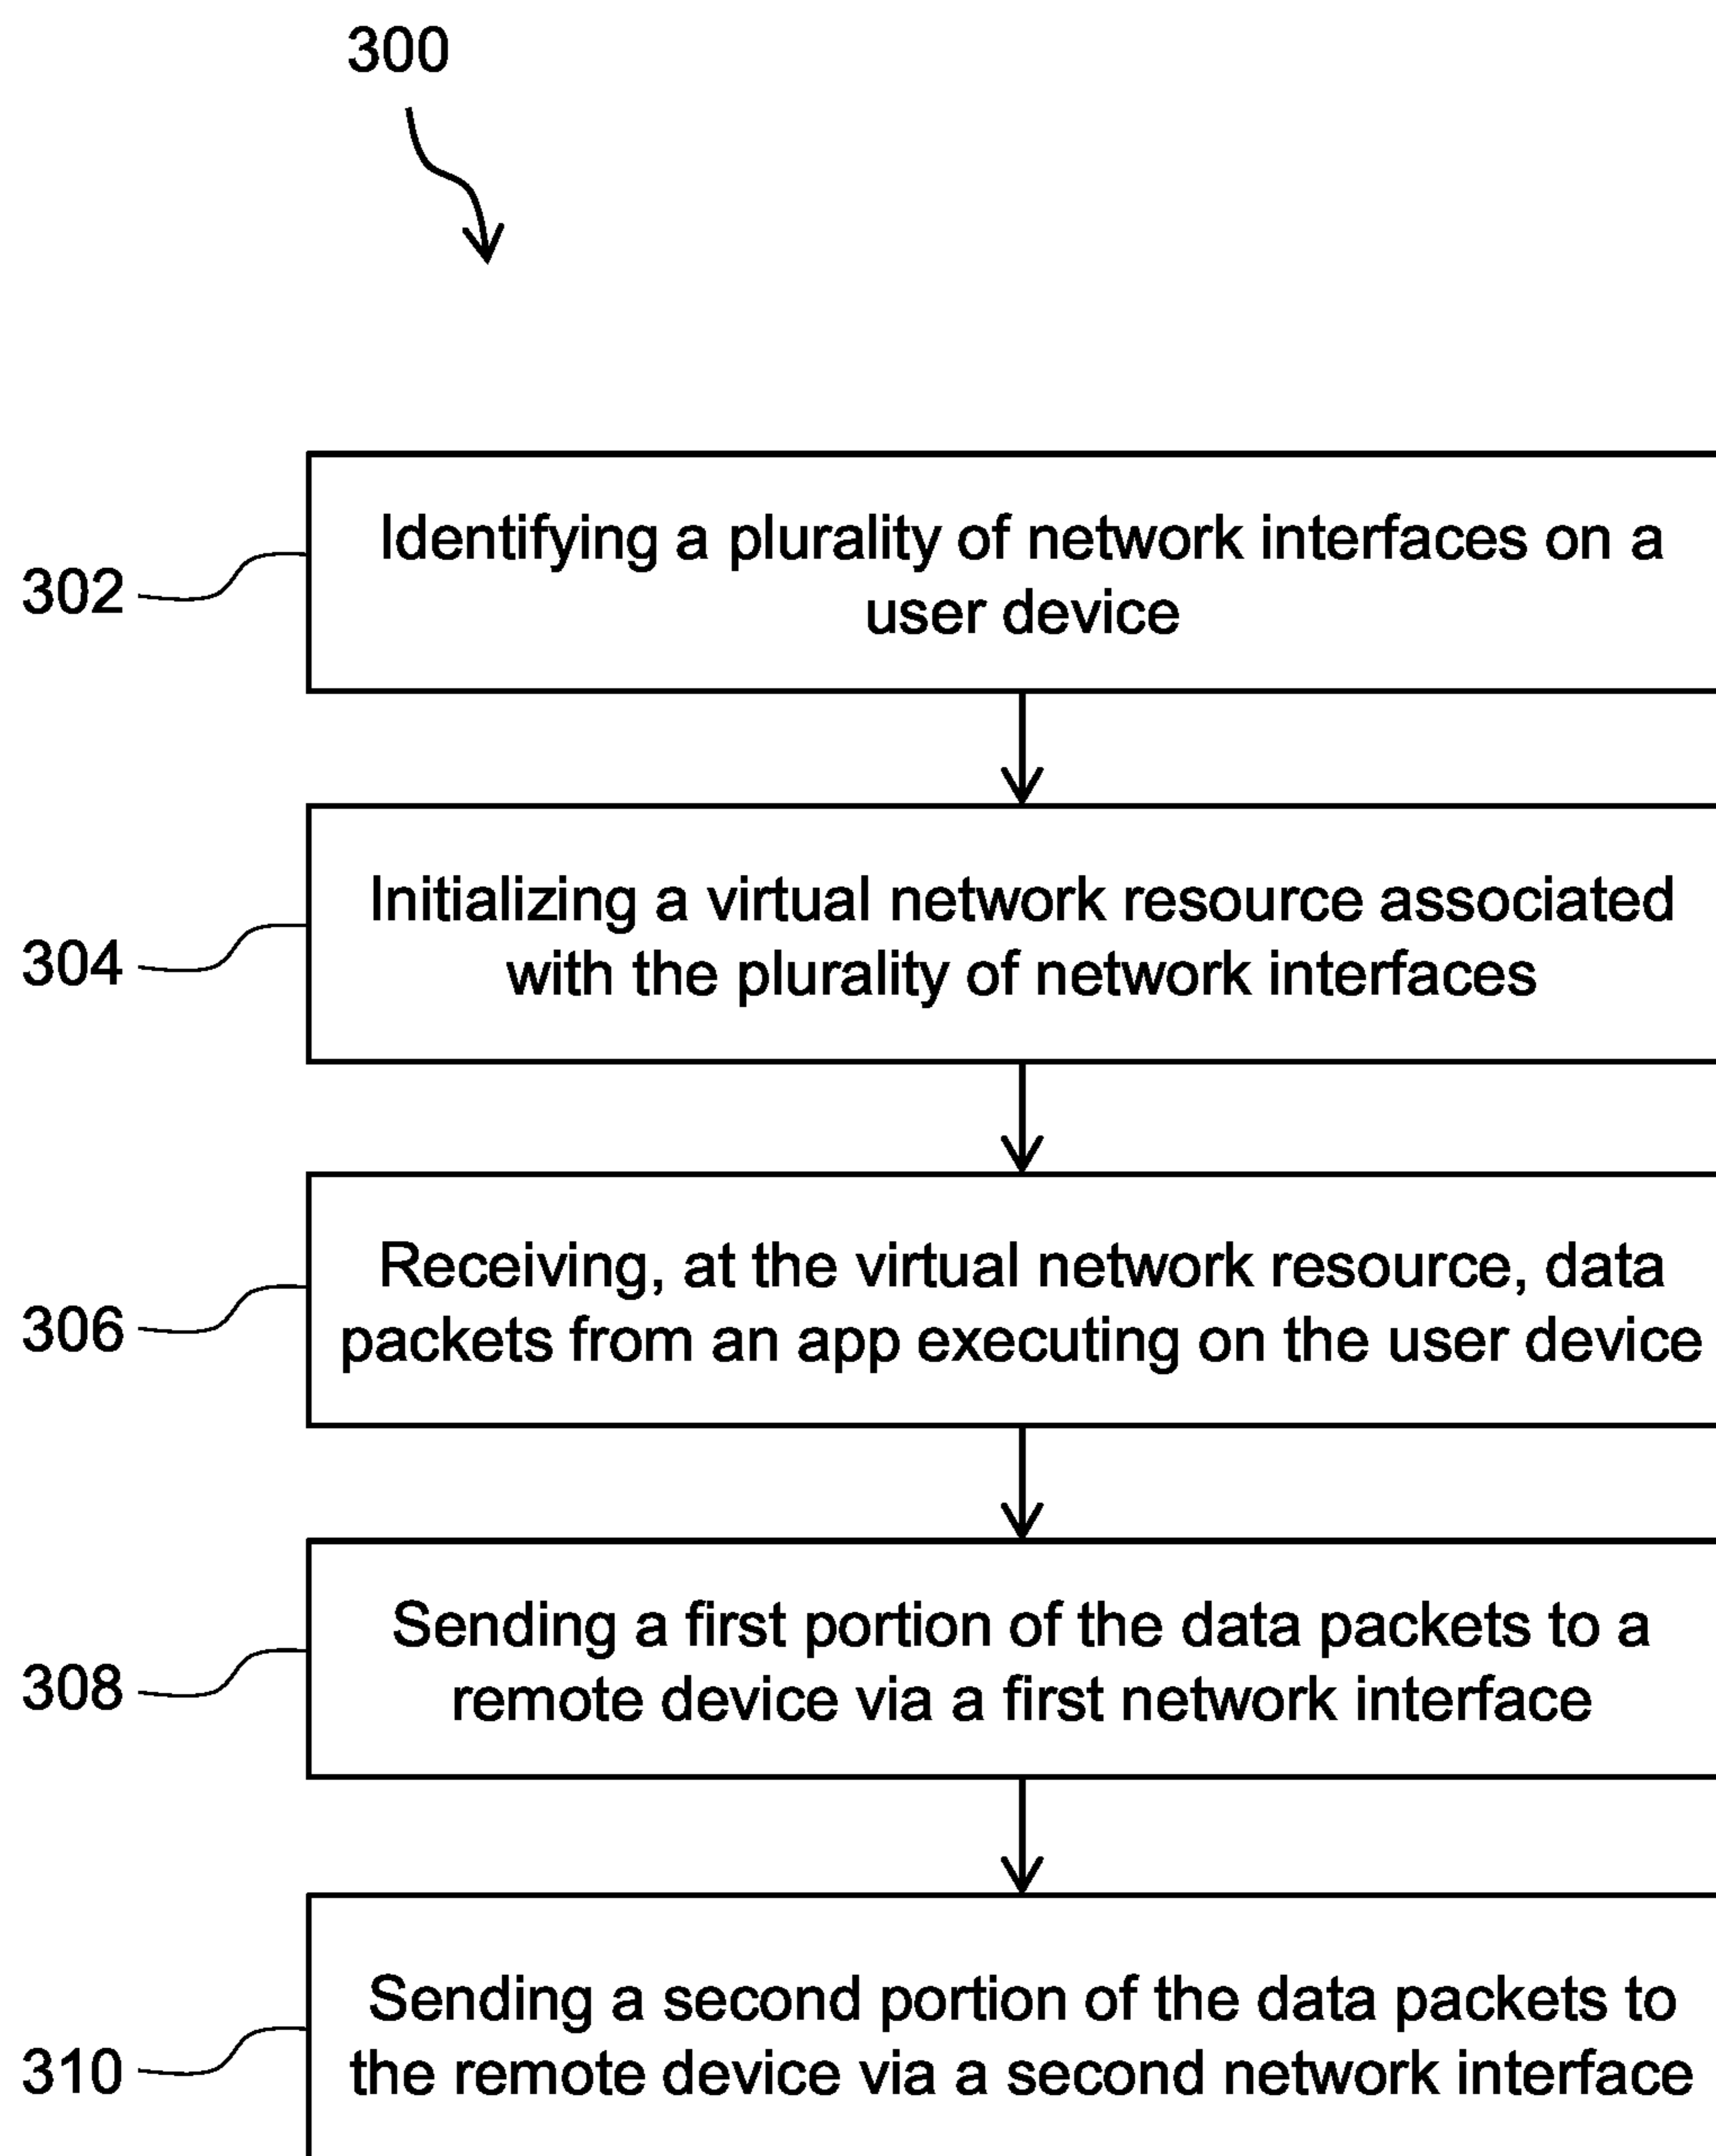 300
302
Identifying a plurality of network interfaces on a
user device
304
Initializing a virtual network resource associated
with the plurality of network interfaces
306
Receiving, at the virtual network resource, data
packets from an app executing on the user device
308
Sending a first portion of the data packets to a
remote device via a first network interface
310
Sending a second portion of the data packets to
the remote device via a second network interface